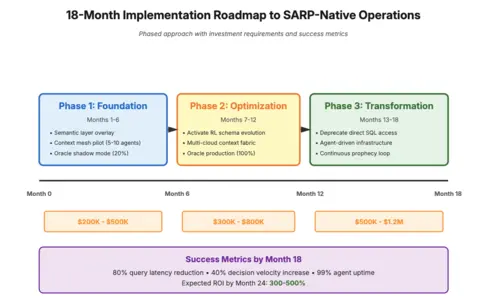 18-Month Implementation Roadmap to SARP-Native Operations
Phased approach with investment requirements and success metrics
Phase 1: Foundation
Months 1-6
• Semantic layer overlay
• Context mesh pilot (5-10 agents)
• Oracle shadow mode (20%)
Phase 2: Optimization
Months 7-12
• Activate RL schema evolution
• Multi-cloud context fabric
• Oracle production (100%)
Phase 3: Transformation
Months 13-18
• Deprecate direct SQL access
• Agent-driven infrastructure
• Continuous prophecy loop
Month 0
Month 6
Month 12
Month 18
$200K - $500K
$300K - $800K
$500K - $1.2M
Success Metrics by Month 18
80% query latency reduction • 40% decision velocity increase • 99% agent uptime
Expected ROI by Month 24: 300-500%